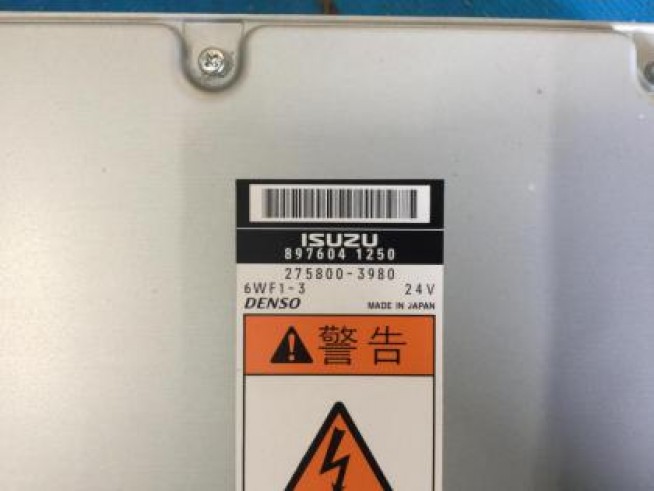 ISUZU
897604 1250
275800-3980
6WF1-3 24V
DENSO MADE IN JAPAN
警告